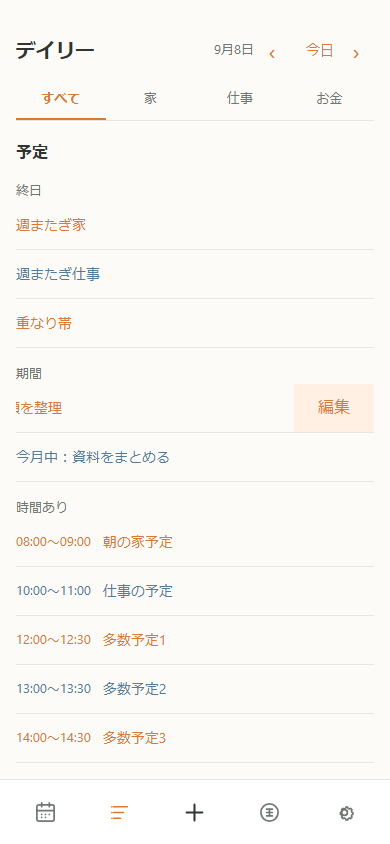 デイリー
9月8日 ‹ 今日 ›
すべて 家 仕事 お金
予定
終日
週またぎ家
週またぎ仕事
重なり帯
期間
を整理 編集
今月中：資料をまとめる
時間あり
08:00〜09:00 朝の家予定
10:00〜11:00 仕事の予定
12:00〜12:30 多数予定1
13:00〜13:30 多数予定2
14:00〜14:30 多数予定3